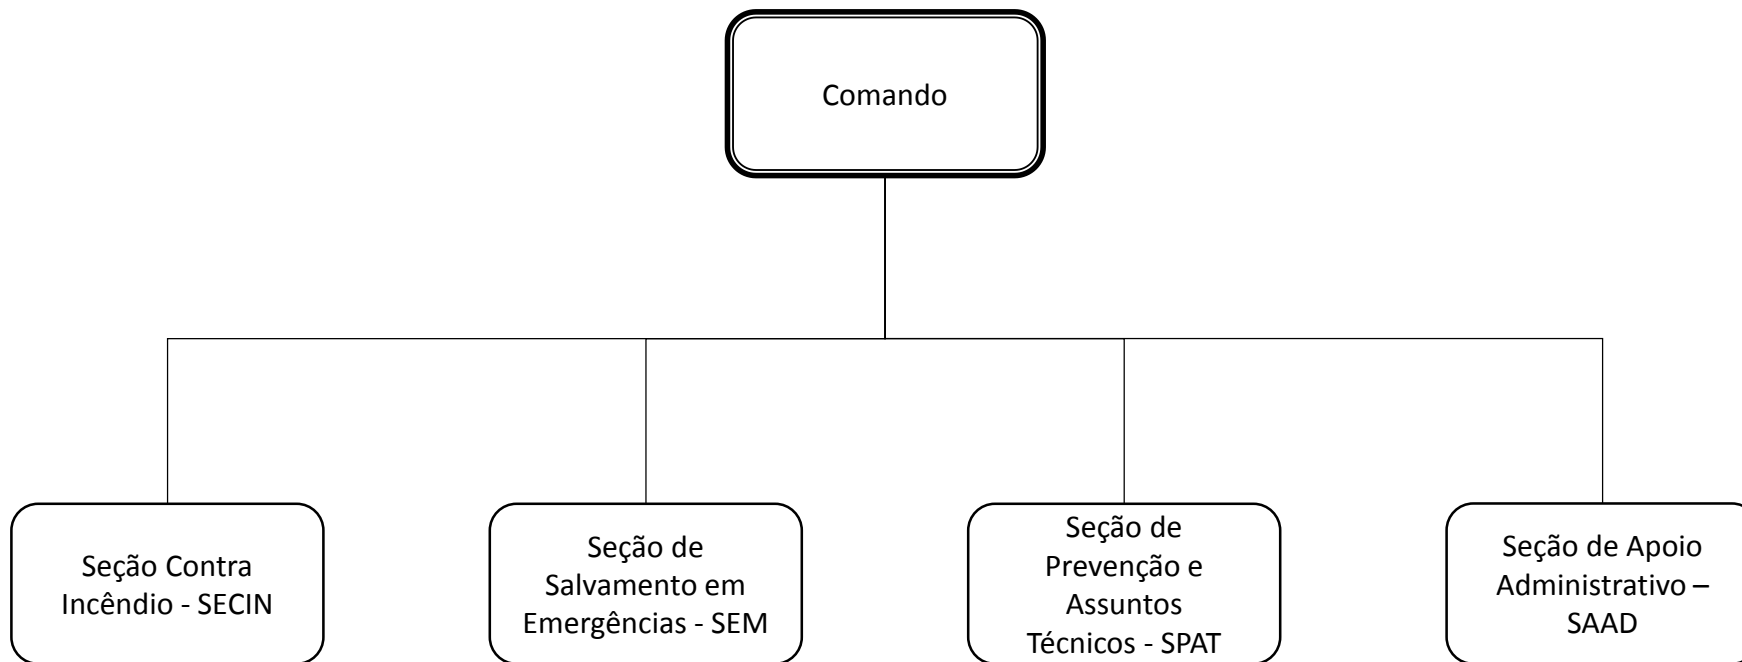 Comando
Seção Contra
Incêndio - SECIN
Seção de
Salvamento em
Emergências - SEM
Seção de
Prevenção e
Assuntos
Técnicos - SPAT
Seção de Apoio
Administrativo –
SAAD